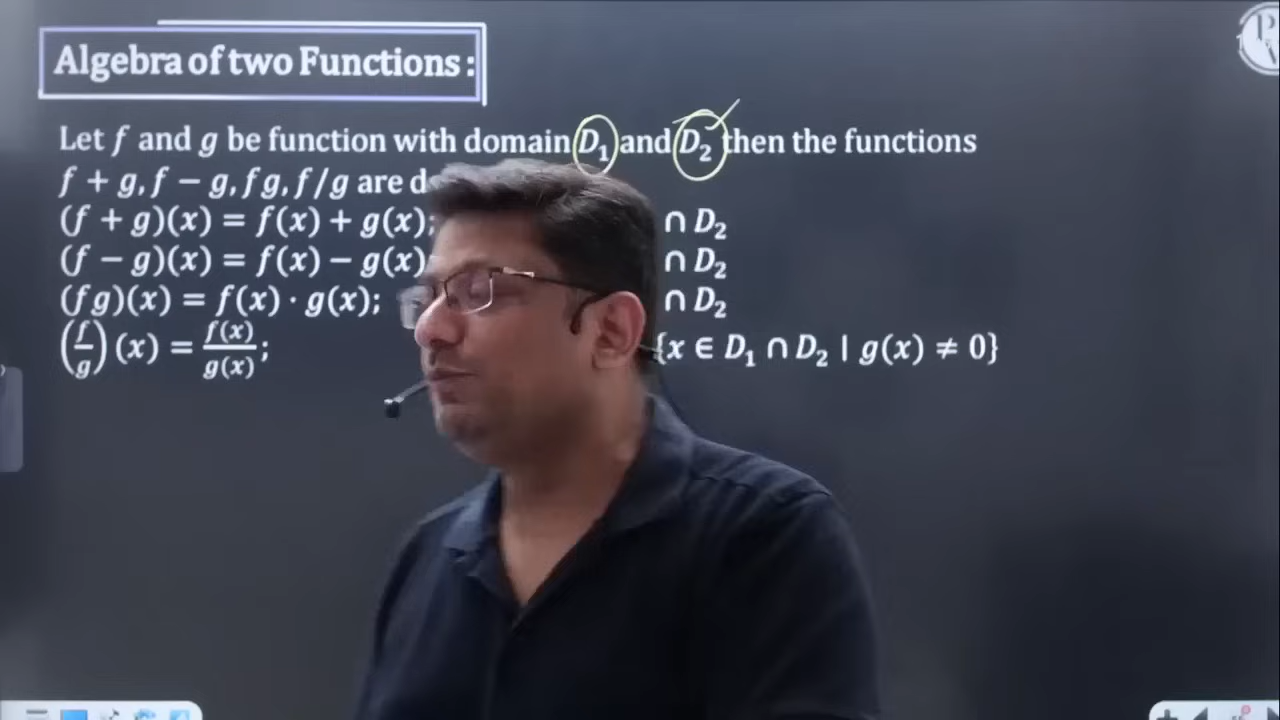 Algebra of two Functions :
Let f and g be function with domain D₁ and D₂ then the functions
f + g, f − g, fg, f/g are d
(f + g)(x) = f(x) + g(x); ∩ D₂
(f − g)(x) = f(x) − g(x) ∩ D₂
(fg)(x) = f(x) · g(x); ∩ D₂
(f/g)(x) = f(x)/g(x); {x ∈ D₁ ∩ D₂ | g(x) ≠ 0}